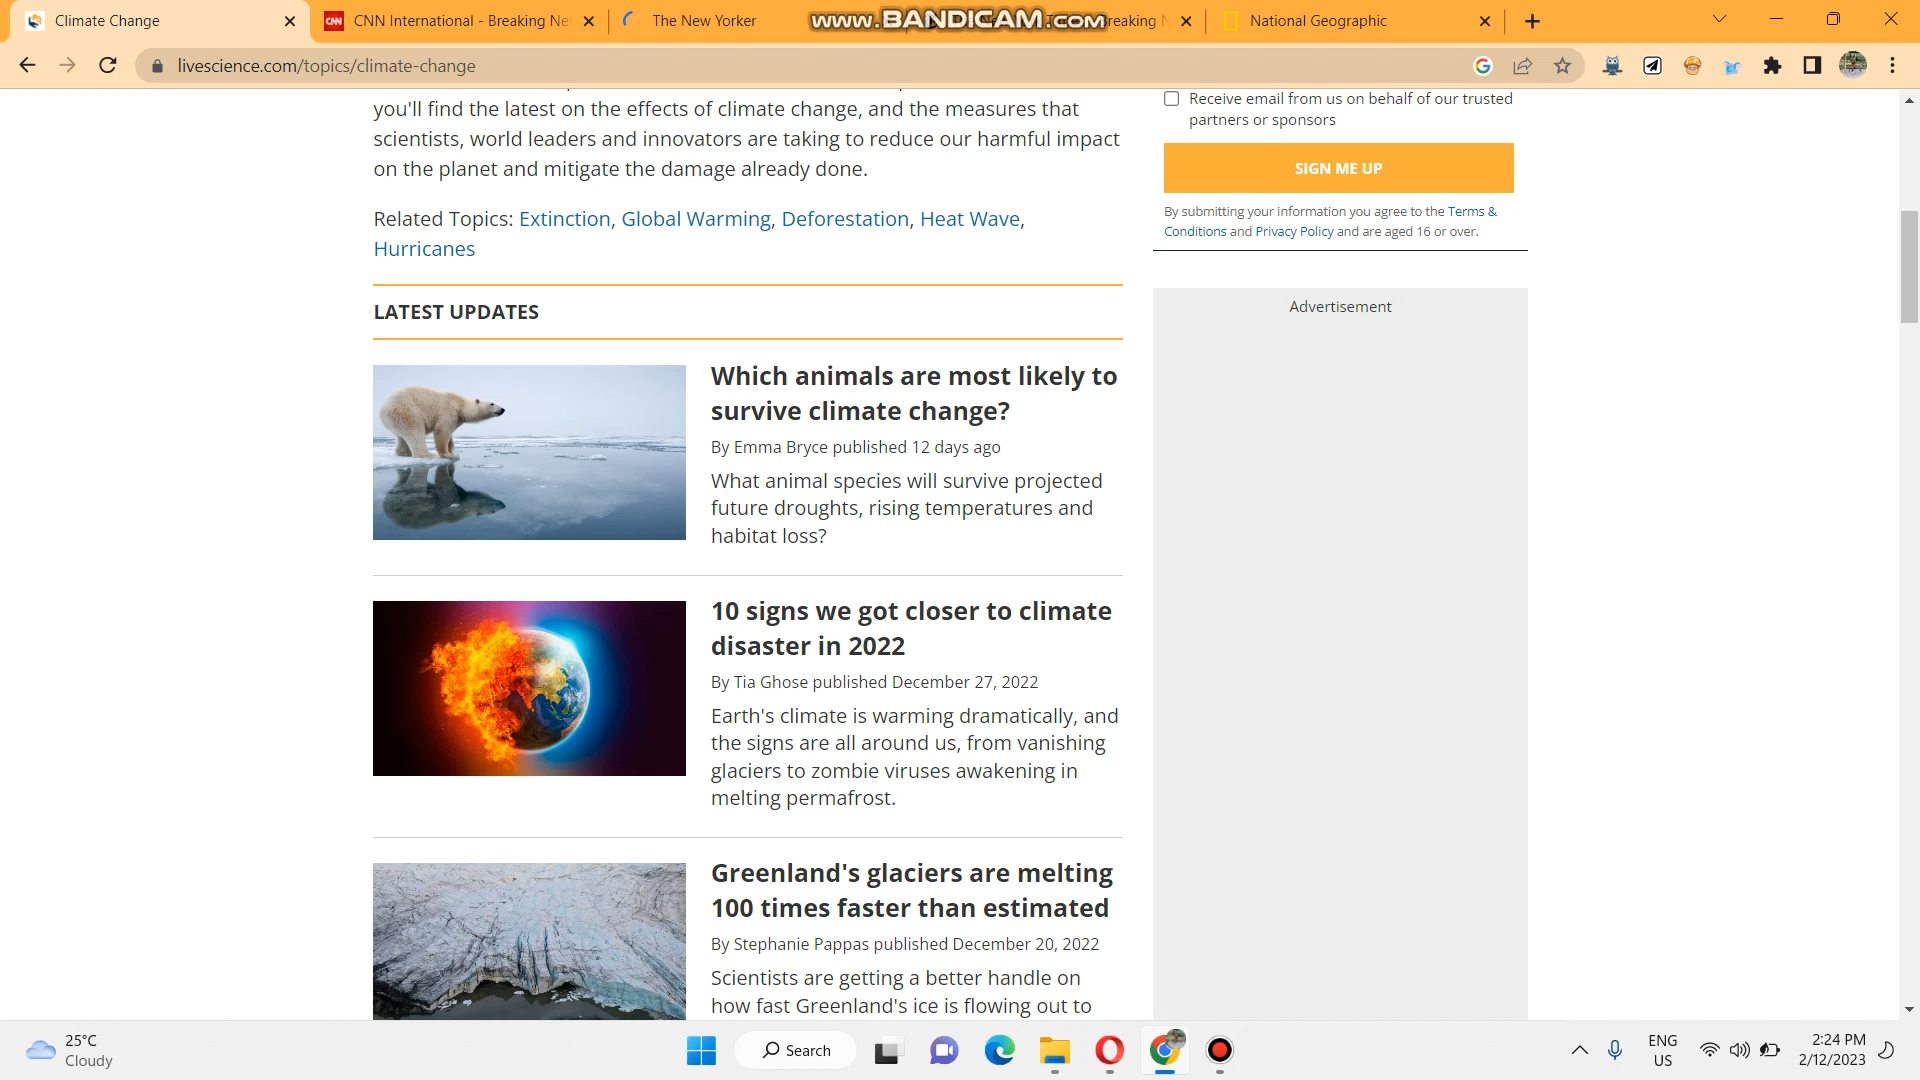 Climate Change
CNN International - Breaking Ne
The New Yorker
www.BANDICAM.com
Breaking N
National Geographic
livescience.com/topics/climate-change
you'll find the latest on the effects of climate change, and the measures that
scientists, world leaders and innovators are taking to reduce our harmful impact
on the planet and mitigate the damage already done.
Related Topics: Extinction, Global Warming, Deforestation, Heat Wave,
Hurricanes
LATEST UPDATES
Which animals are most likely to
survive climate change?
By Emma Bryce published 12 days ago
What animal species will survive projected
future droughts, rising temperatures and
habitat loss?
10 signs we got closer to climate
disaster in 2022
By Tia Ghose published December 27, 2022
Earth's climate is warming dramatically, and
the signs are all around us, from vanishing
glaciers to zombie viruses awakening in
melting permafrost.
Greenland's glaciers are melting
100 times faster than estimated
By Stephanie Pappas published December 20, 2022
Scientists are getting a better handle on
how fast Greenland's ice is flowing out to
Receive email from us on behalf of our trusted
partners or sponsors
SIGN ME UP
By submitting your information you agree to the Terms &
Conditions and Privacy Policy and are aged 16 or over.
Advertisement
25°C
Cloudy
Search
ENG
US
2:24 PM
2/12/2023